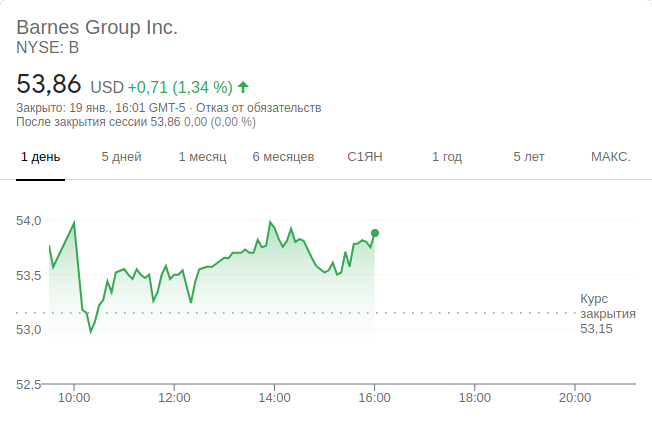 Barnes Group Inc.
NYSE: B
53,86 USD +0,71 (1,34 %)
Закрыто: 19 янв., 16:01 GMT-5 · Отказ от обязательств
После закрытия сессии 53,86 0,00 (0,00 %)
1 день 5 дней 1 месяц 6 месяцев С1ЯН 1 год 5 лет МАКС.
54,0
53,5
Курс
закрытия
53,15
53,0
52,5
10:00 12:00 14:00 16:00 18:00 20:00